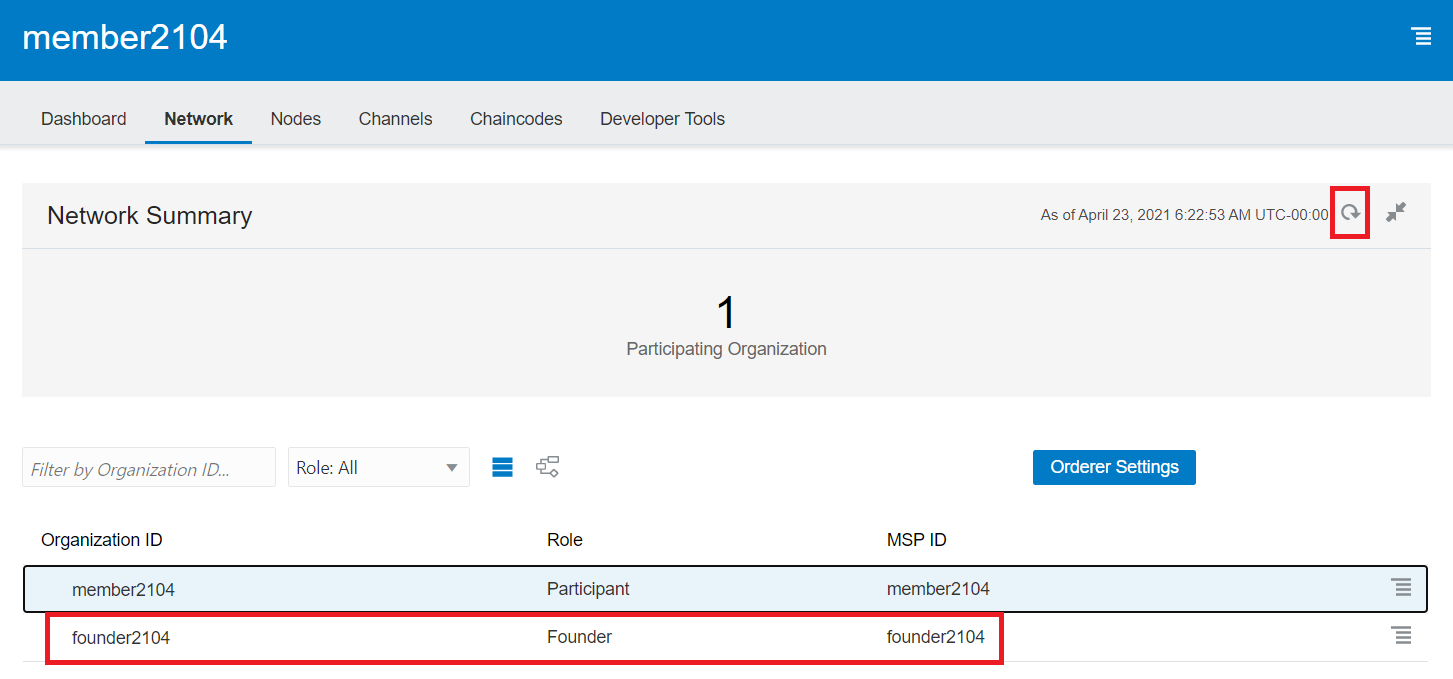 member2104
Dashboard Network Nodes Channels Chaincodes Developer Tools
Network Summary As of April 23, 2021 6:22:53 AM UTC-00:00
1
Participating Organization
Filter by Organization ID... Role: All Orderer Settings
Organization ID Role MSP ID
member2104 Participant member2104
founder2104 Founder founder2104